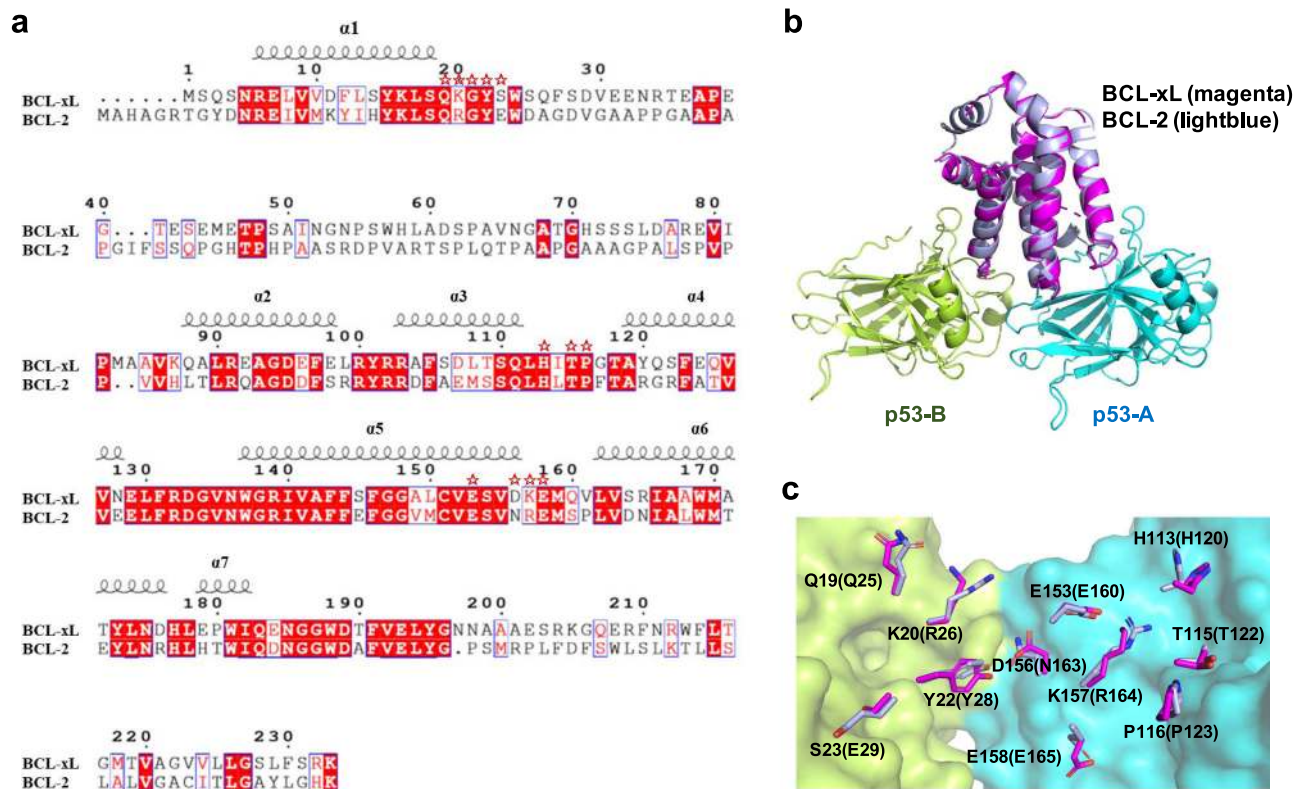 a
α1
1 10 20 30
BCL-xL ......MSQSNRELVVDFLSYKLSQKGYSWSQFSDVEENRTEAPE
BCL-2 MAHAGRTGYDNREIVMKYIHYKLSQRGYEWDAGDVGAAPPGAAPA
40 50 60 70 80
BCL-xL G...TESEMETPSAINGNPSWHLADSPAVNGATGHSSSLDAREVI
BCL-2 PGIFSSQPGHTPHPAASRDPVARTSPLQTPAAPGAAAGPALSPVP
α2 α3 α4
90 100 110 120
BCL-xL PMAAVKQALREAGDEFELRYRRAFSDLTSQLHITPGTAYQSFEQV
BCL-2 P..VVHLTLRQAGDDFSRRYRRDFAEMSSQLHLTPFTARGRFATV
α5 α6
130 140 150 160 170
BCL-xL VNELFRDGVNWGRIVAFFSFGGALCVESVDKEMQVLVSRIAAWMA
BCL-2 VEELFRDGVNWGRIVAFFEFGGVMCVESVNREMSPLVDNIALWMT
α7
180 190 200 210
BCL-xL TYLNDHLEPWIQENGGWDTFVELYGNNAAAESRKGQERFNRWFLT
BCL-2 EYLNRHLHTWIQDNGGWDAFVELYG.PSMRPLFDFSWLSLKTLLS
220 230
BCL-xL GMTVAGVVLLGSLFSRK
BCL-2 LALVGACITLGAYLGHK
b
BCL-xL (magenta)
BCL-2 (lightblue)
p53-B
p53-A
c
H113(H120)
Q19(Q25)
E153(E160)
K20(R26)
T115(T122)
D156(N163)
K157(R164)
Y22(Y28)
P116(P123)
S23(E29)
E158(E165)